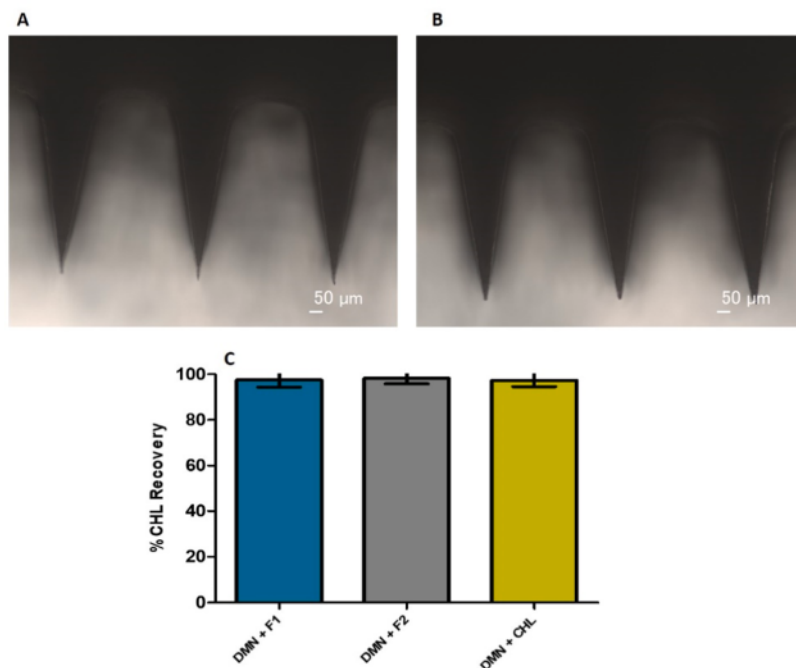 A
B
50 µm
50 µm
C
% CHL Recovery
100
80
60
40
20
0
DMN + F1
DMN + F2
DMN + CHL